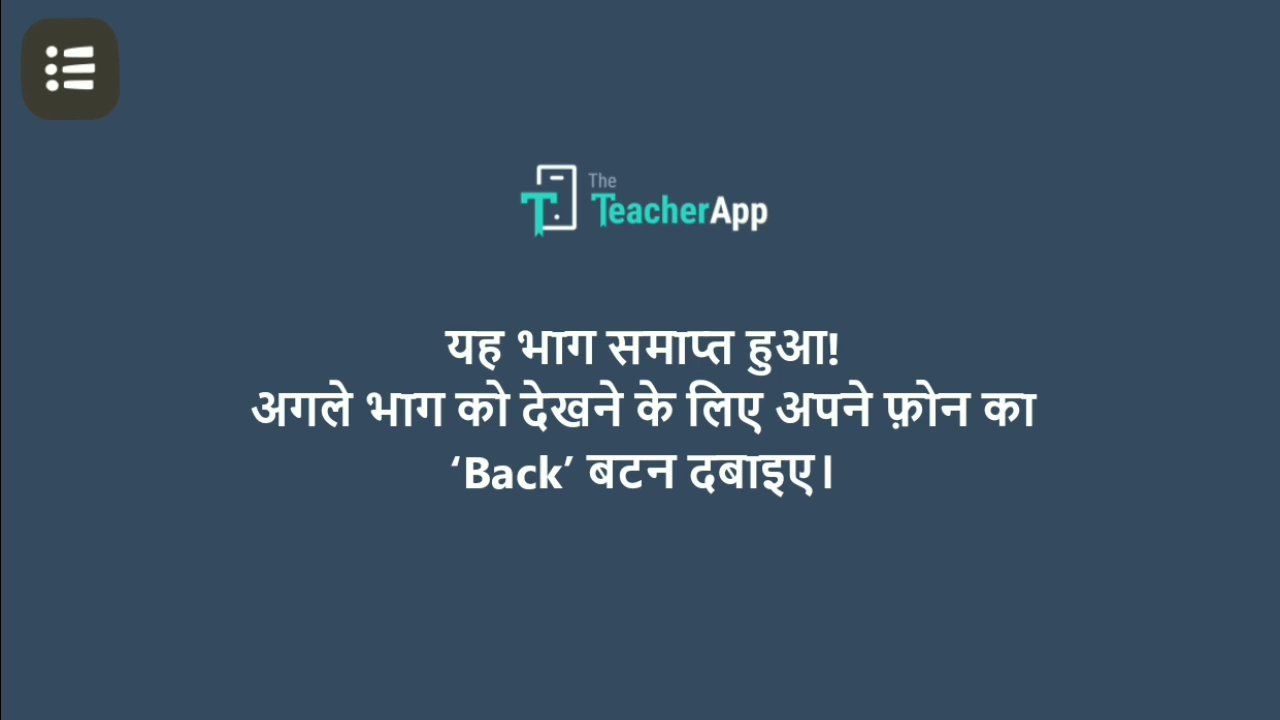 The
TeacherApp
यह भाग समाप्त हुआ!
अगले भाग को देखने के लिए अपने फ़ोन का
‘Back’ बटन दबाइए।